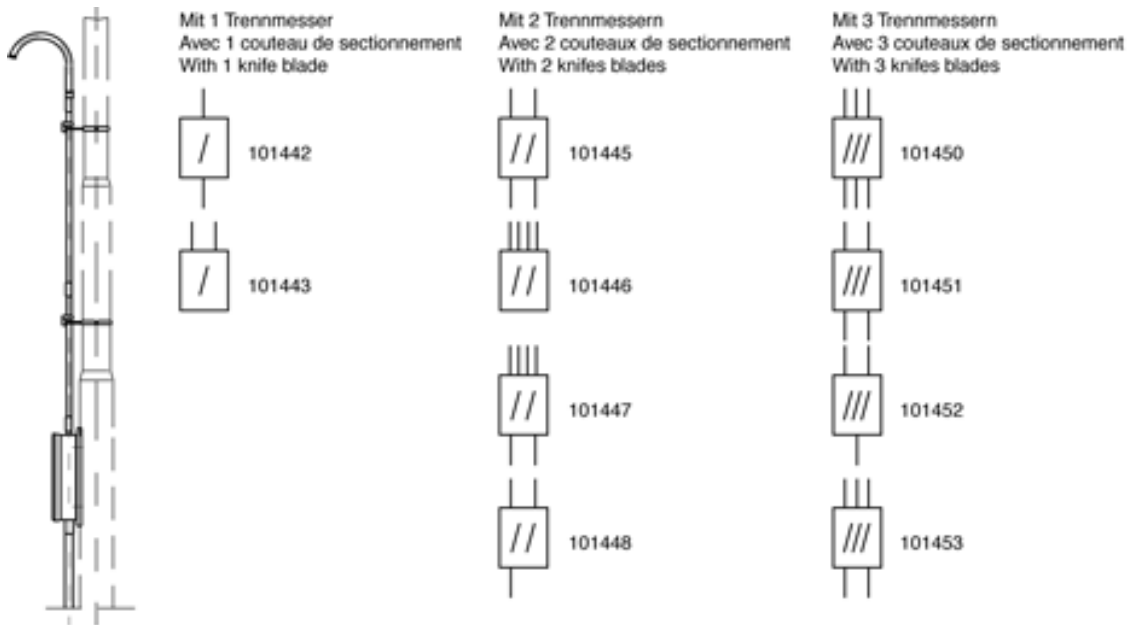 Mit 1 Trennmesser
Avec 1 couteau de sectionnement
With 1 knife blade
101442
101443
Mit 2 Trennmessern
Avec 2 couteaux de sectionnement
With 2 knifes blades
101445
101446
101447
101448
Mit 3 Trennmessern
Avec 3 couteaux de sectionnement
With 3 knifes blades
101450
101451
101452
101453